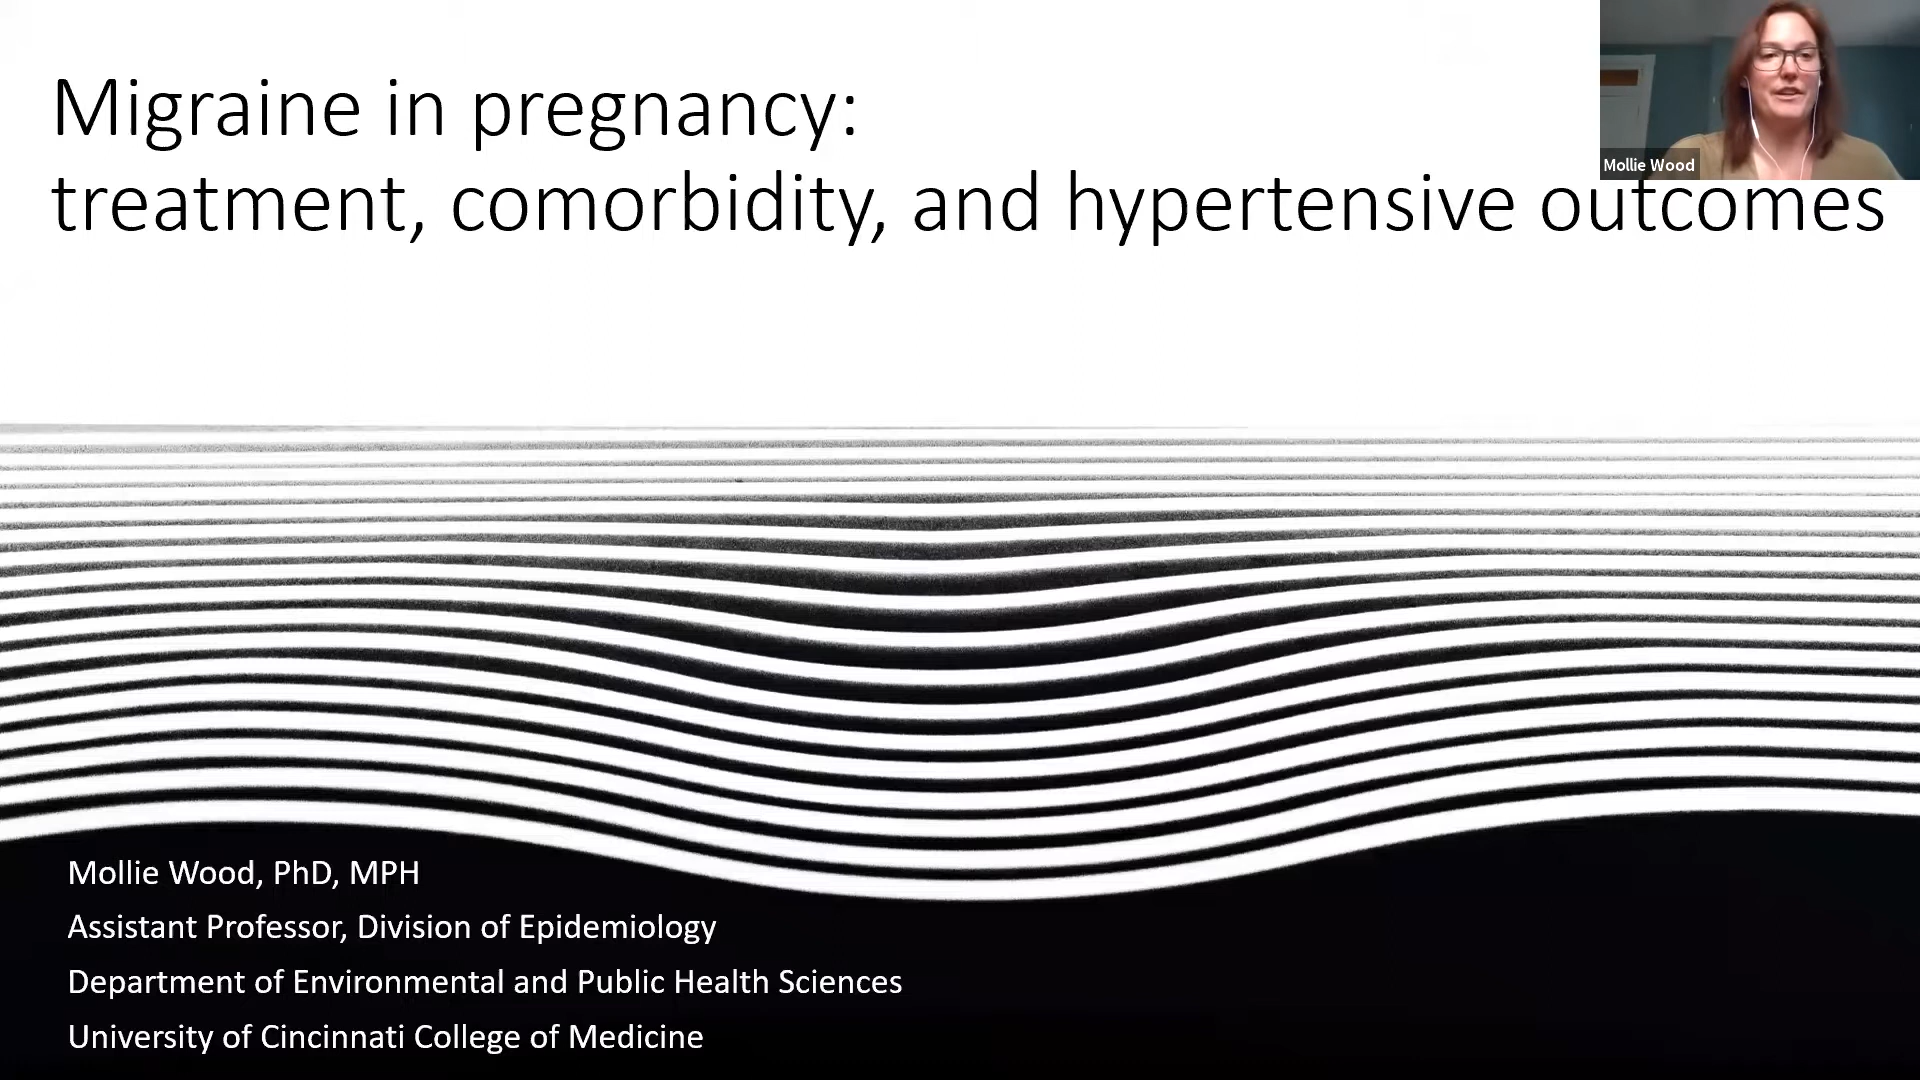 Migraine in pregnancy:
treatment, comorbidity, and hypertensive outcomes
Mollie Wood
Mollie Wood, PhD, MPH
Assistant Professor, Division of Epidemiology
Department of Environmental and Public Health Sciences
University of Cincinnati College of Medicine